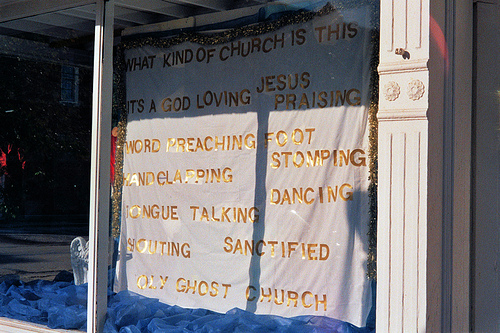 WHAT KIND OF CHURCH IS THIS
IT'S A GOD LOVING JESUS PRAISING
WORD PREACHING FOOT STOMPING
HANDCLAPPING DANCING
TONGUE TALKING
SHOUTING SANCTIFIED
HOLY GHOST CHURCH